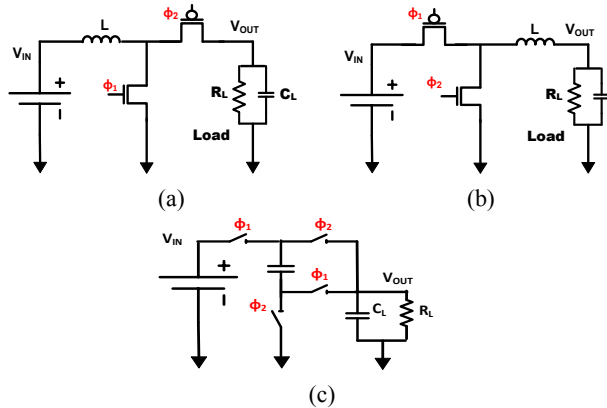 Φ2
L
VIN
VOUT
+
Φ1
RL
CL
I
Load
(a)
Φ1
L
VIN
VOUT
+
Φ2
RL
I
Load
(b)
Φ1
Φ2
VIN
+
Φ1
VOUT
I
Φ2
CL
RL
(c)